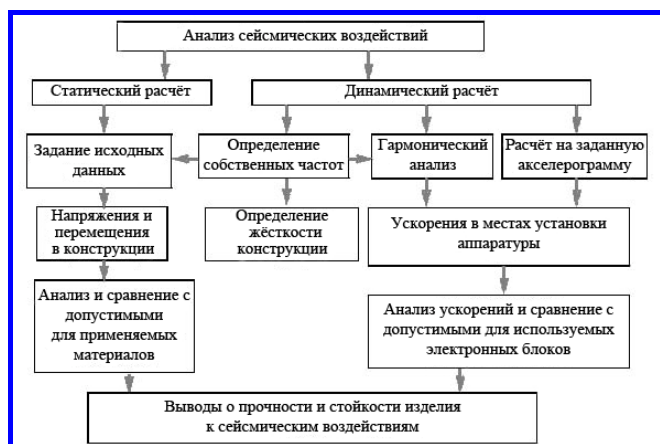 Анализ сейсмических воздействий
Статический расчёт
Динамический расчёт
Задание исходных
данных
Определение
собственных частот
Гармонический
анализ
Расчёт на заданную
акселерограмму
Напряжения и
перемещения
в конструкции
Определение
жёсткости
конструкции
Ускорения в местах установки
аппаратуры
Анализ и сравнение с
допустимыми
для применяемых
материалов
Анализ ускорений и сравнение с
допустимыми для используемых
электронных блоков
Выводы о прочности и стойкости изделия
к сейсмическим воздействиям